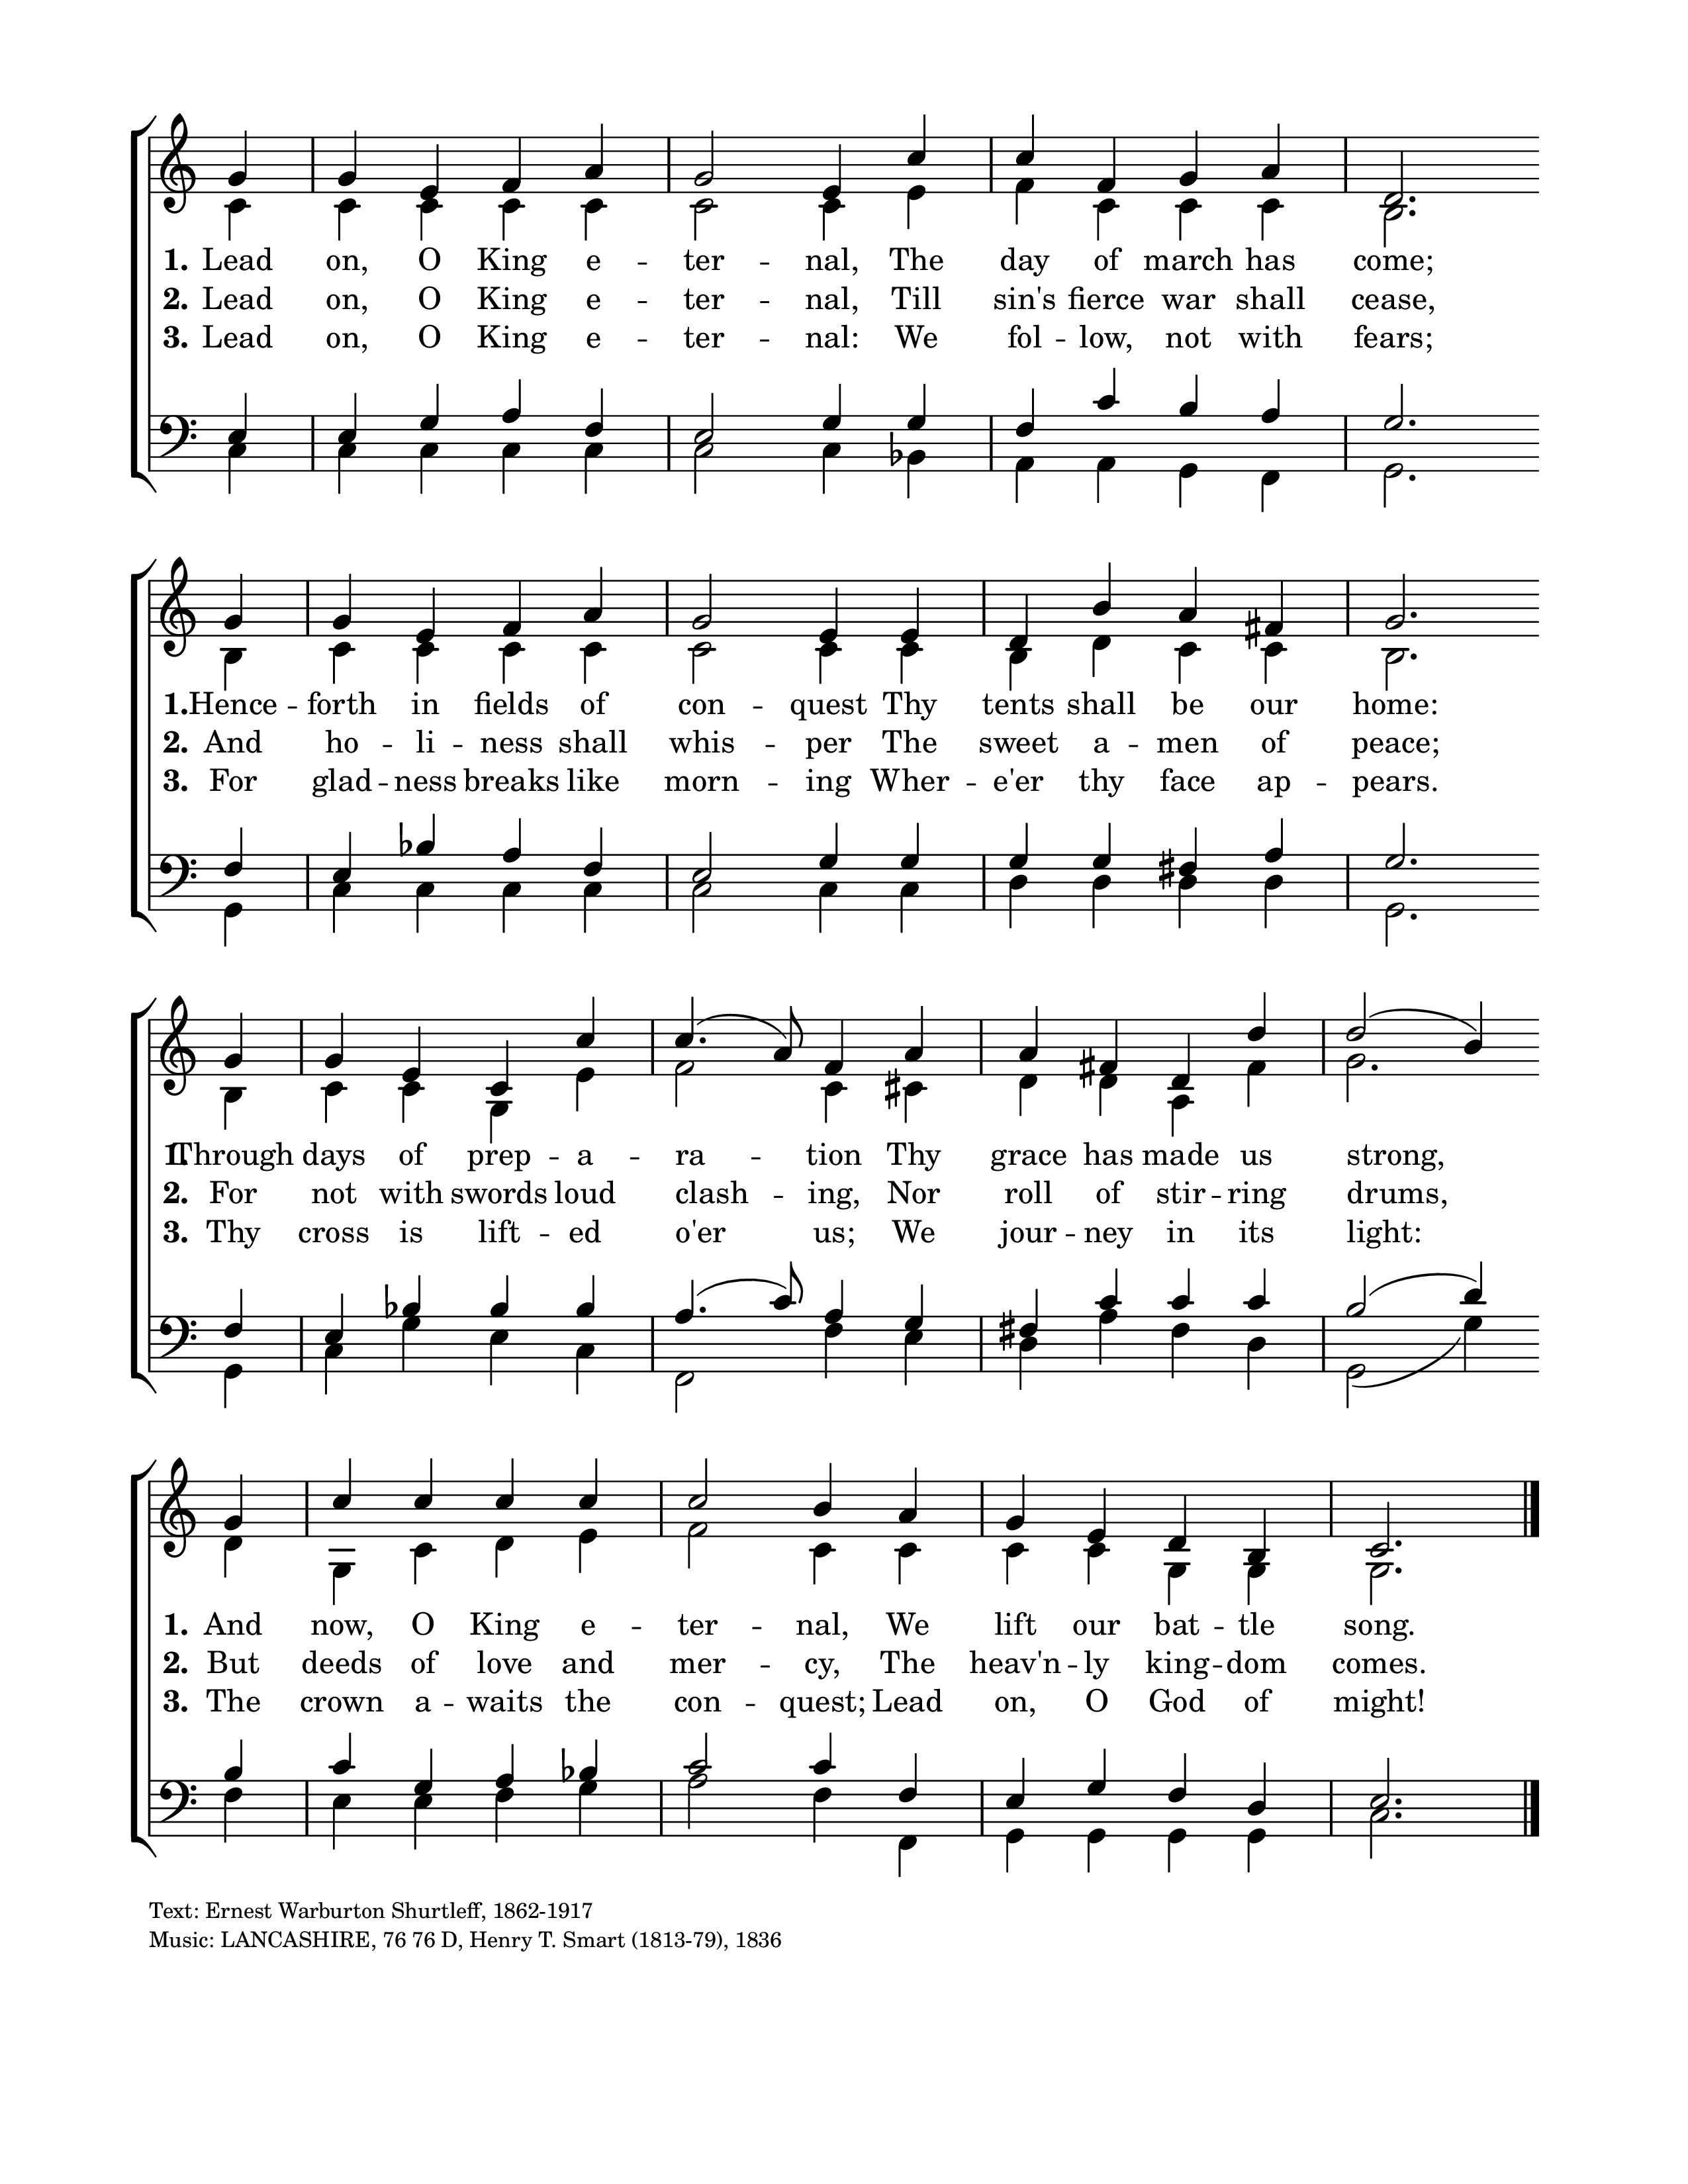 1. Lead on, O King e -- ter -- nal, The day of march has come;
2. Lead on, O King e -- ter -- nal, Till sin's fierce war shall cease,
3. Lead on, O King e -- ter -- nal: We fol -- low, not with fears;
1. Hence -- forth in fields of con -- quest Thy tents shall be our home:
2. And ho -- li -- ness shall whis -- per The sweet a -- men of peace;
3. For glad -- ness breaks like morn -- ing Wher -- e'er thy face ap -- pears.
1. Through days of prep -- a -- ra -- tion Thy grace has made us strong,
2. For not with swords loud clash -- ing, Nor roll of stir -- ring drums,
3. Thy cross is lift -- ed o'er us; We jour -- ney in its light:
1. And now, O King e -- ter -- nal, We lift our bat -- tle song.
2. But deeds of love and mer -- cy, The heav'n -- ly king -- dom comes.
3. The crown a -- waits the con -- quest; Lead on, O God of might!
Text: Ernest Warburton Shurtleff, 1862-1917
Music: LANCASHIRE, 76 76 D, Henry T. Smart (1813-79), 1836